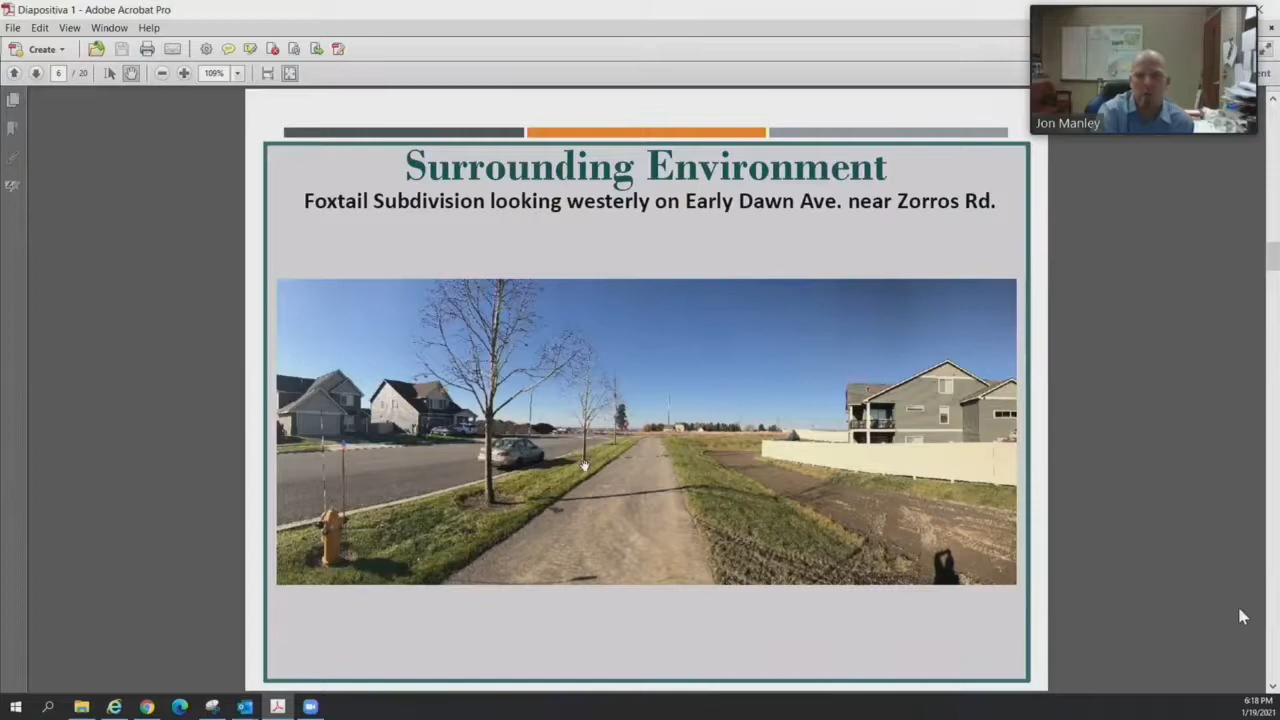 Diapositiva 1 - Adobe Acrobat Pro
File Edit View Window Help
Create
6 / 20 109%
Jon Manley
Surrounding Environment
Foxtail Subdivision looking westerly on Early Dawn Ave. near Zorros Rd.
6:18 PM
1/19/2021